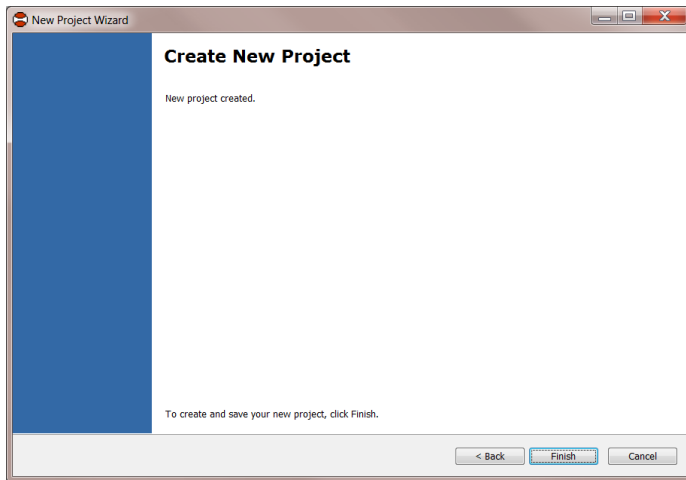 New Project Wizard
Create New Project
New project created.
To create and save your new project, click Finish.
< Back
Finish
Cancel